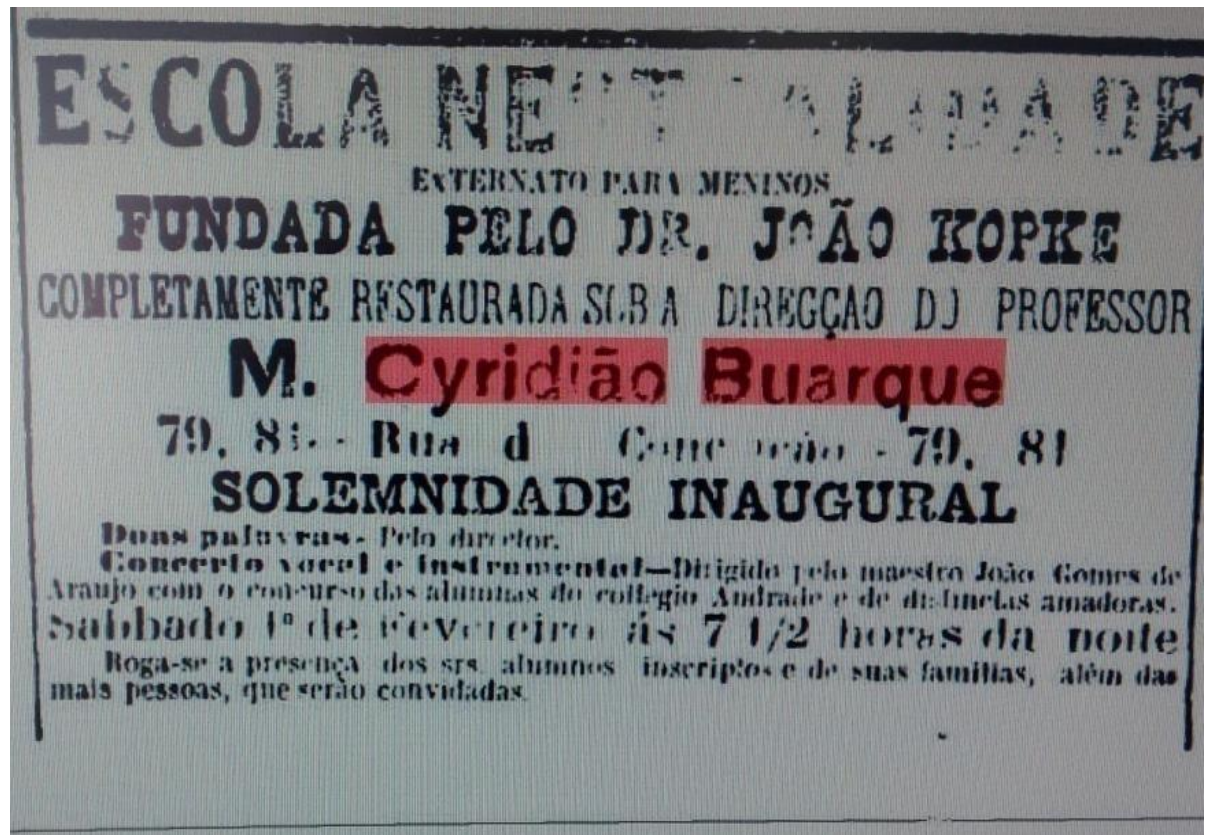 ESCOLA
EXTERNATO PARA MENINOS
FUNDADA PELO DR. JOÃO KOPKE
COMPLETAMENTE RESTAURADA SOB A DIRECÇÃO DO PROFESSOR
M. Cyridião Buarque
79, 81 - Rua d - 79, 81
SOLEMNIDADE INAUGURAL
Duas palavras- Pelo director.
Concerto vocal e instrumental—Dirigido pelo maestro João Gomes de
Araujo com o concurso das alumnas do collegio Andrade e de distinctas amadoras.
Sabbado 1º de Fevereiro ás 7 1/2 horas da noite
Roga-se a presença dos srs. alumnos inscriptos e de suas familias, além das
mais pessoas, que serão convidadas.